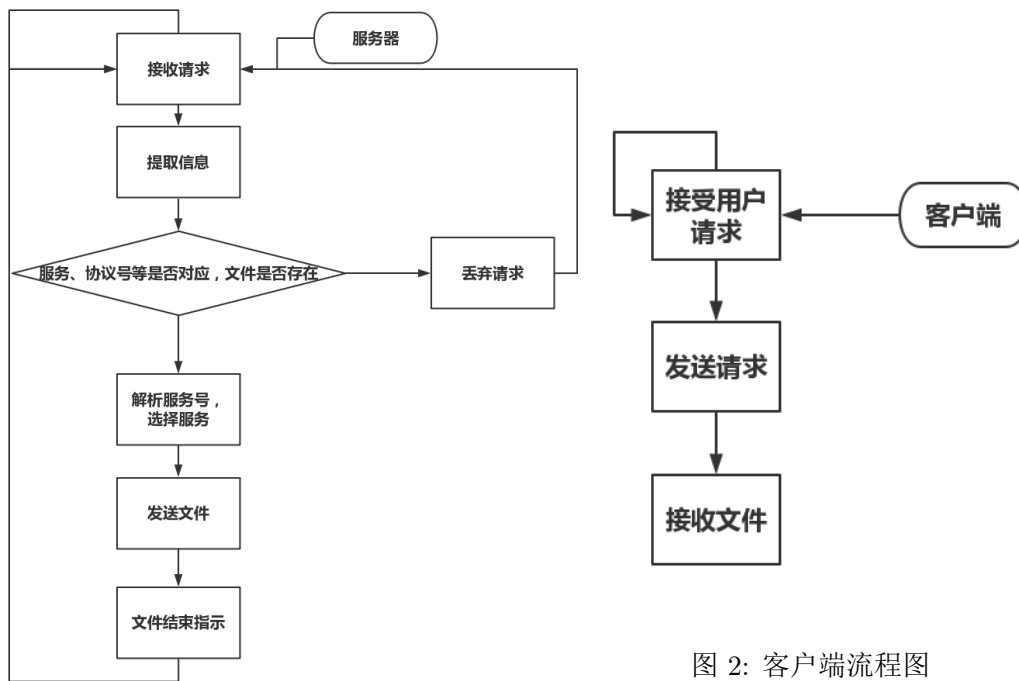 服务器
接收请求
提取信息
服务、协议号等是否对应，文件是否存在
丢弃请求
解析服务号，
选择服务
发送文件
文件结束指示
接受用户
请求
客户端
发送请求
接收文件
图 2: 客户端流程图